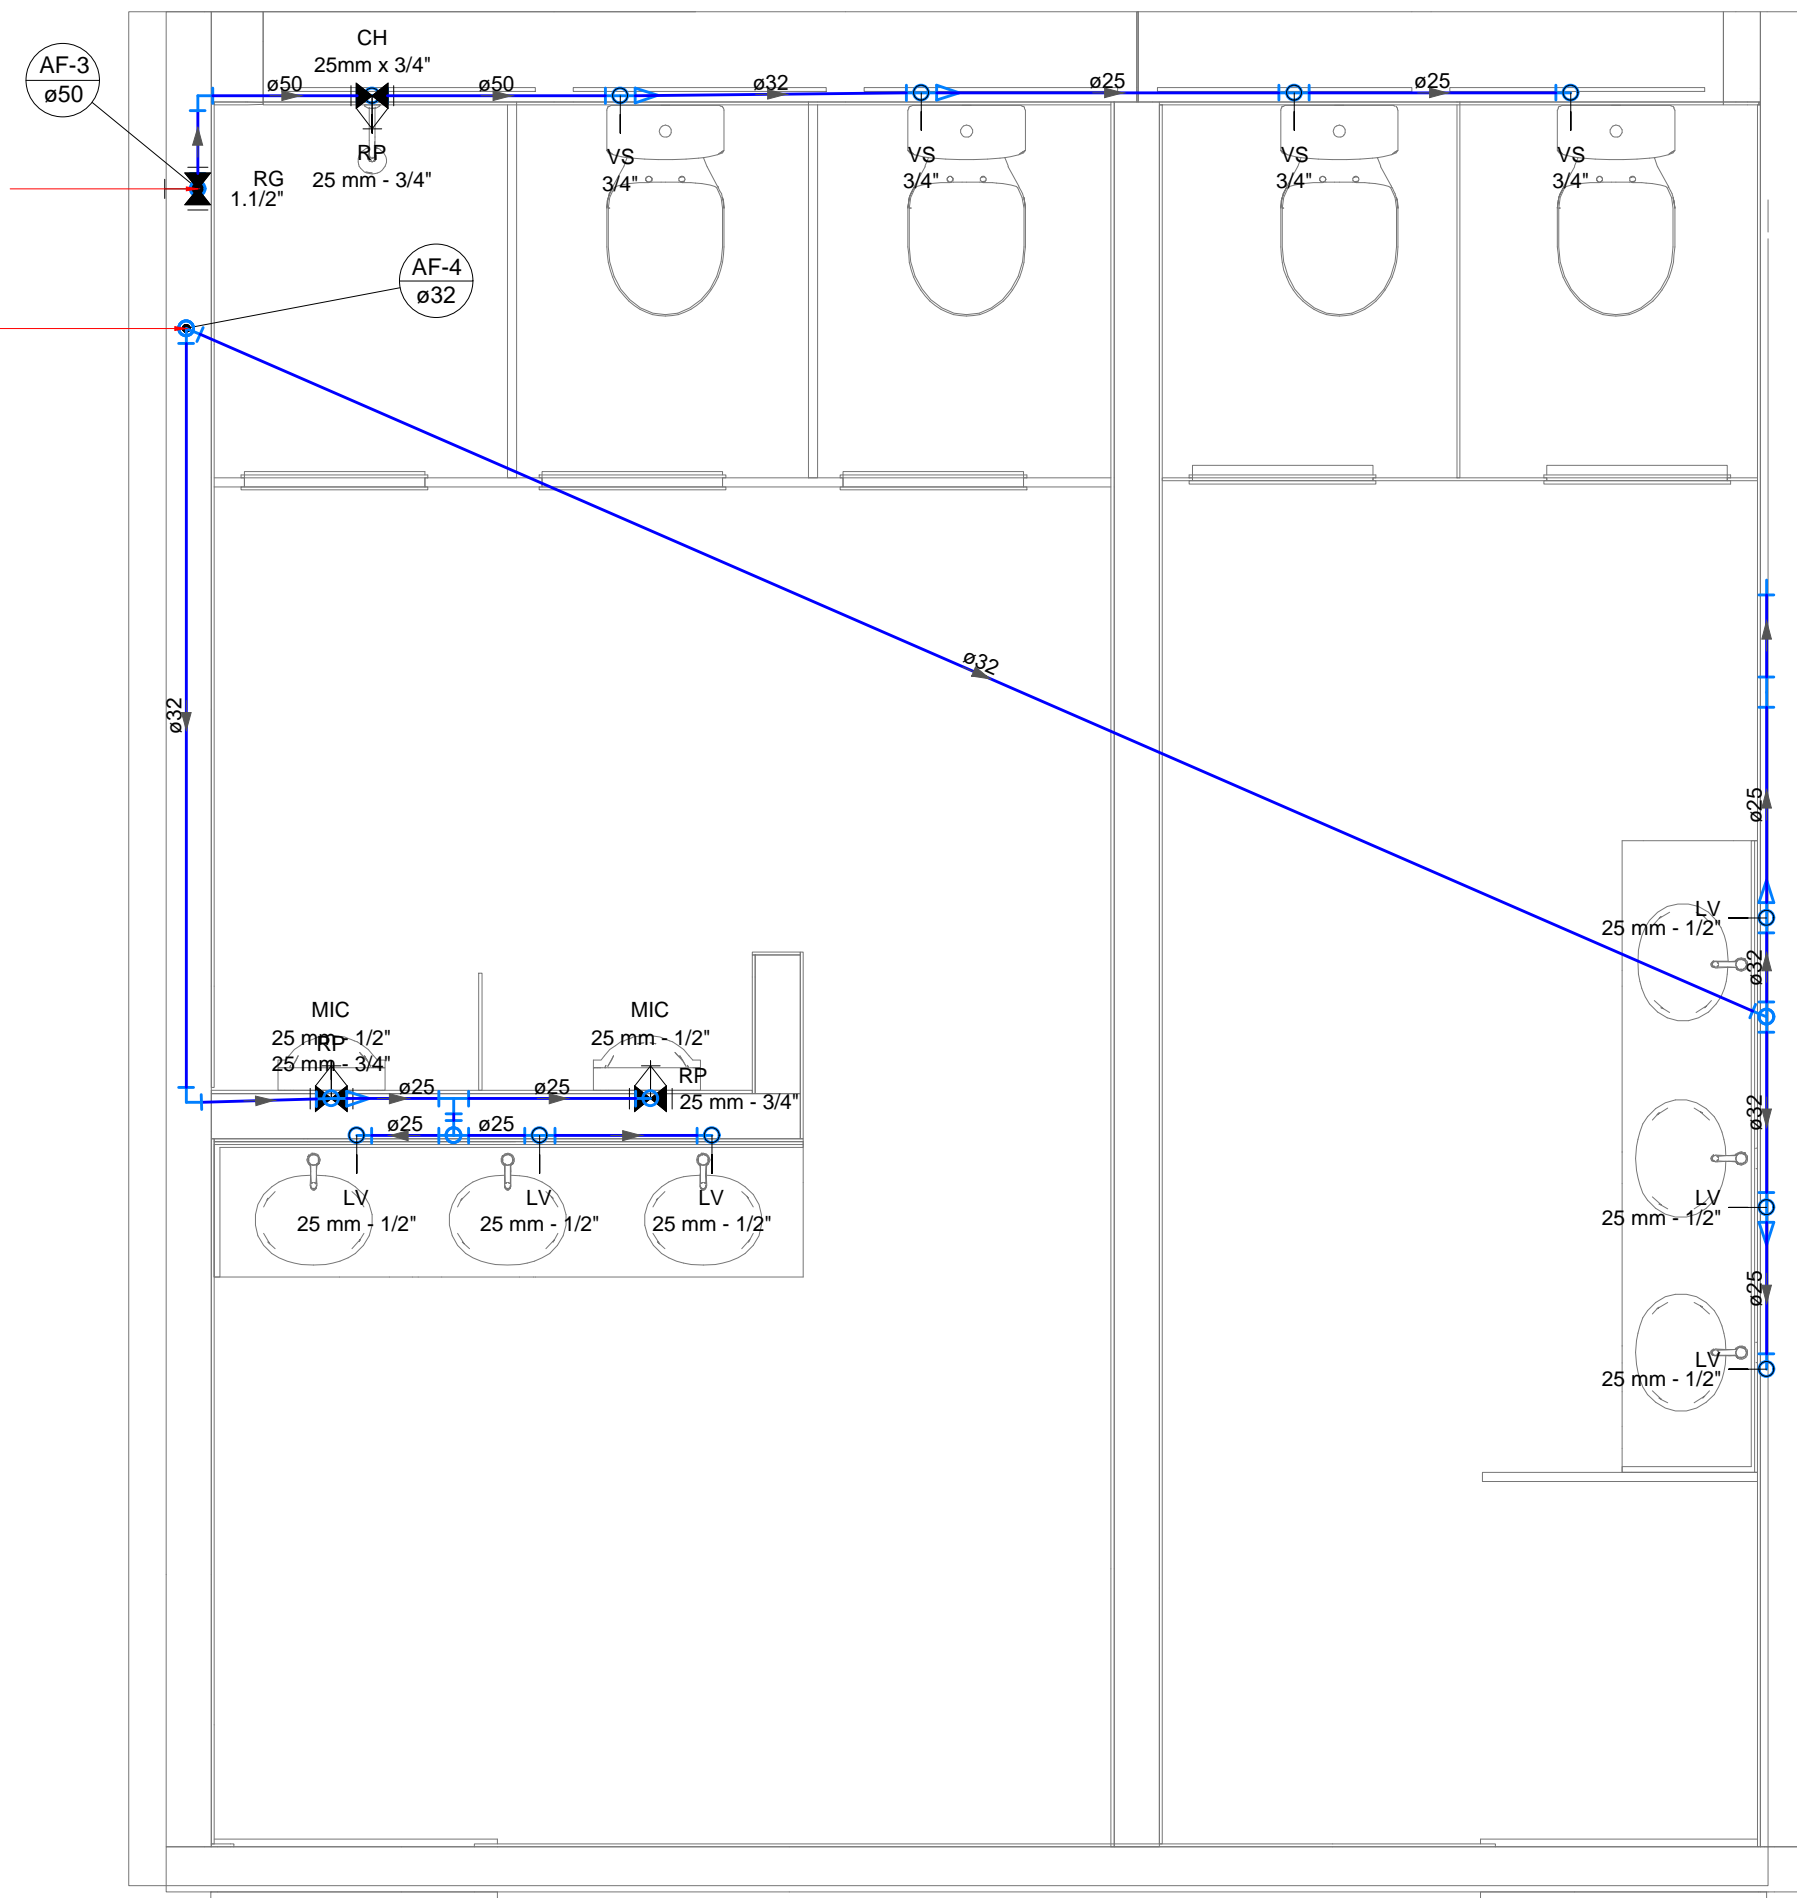 CH
25mm x 3/4"
AF-3
ø50
ø50
ø50
ø32
ø25
ø25
RP
25 mm - 3/4"
RG
1.1/2"
VS
3/4"
VS
3/4"
VS
3/4"
VS
3/4"
AF-4
ø32
ø32
ø32
ø25
LV
25 mm - 1/2"
ø32
MIC
25 mm - 1/2"
RP
25 mm - 3/4"
MIC
25 mm - 1/2"
RP
25 mm - 3/4"
ø25
ø25
ø25
ø25
ø32
LV
25 mm - 1/2"
LV
25 mm - 1/2"
LV
25 mm - 1/2"
LV
25 mm - 1/2"
ø25
LV
25 mm - 1/2"